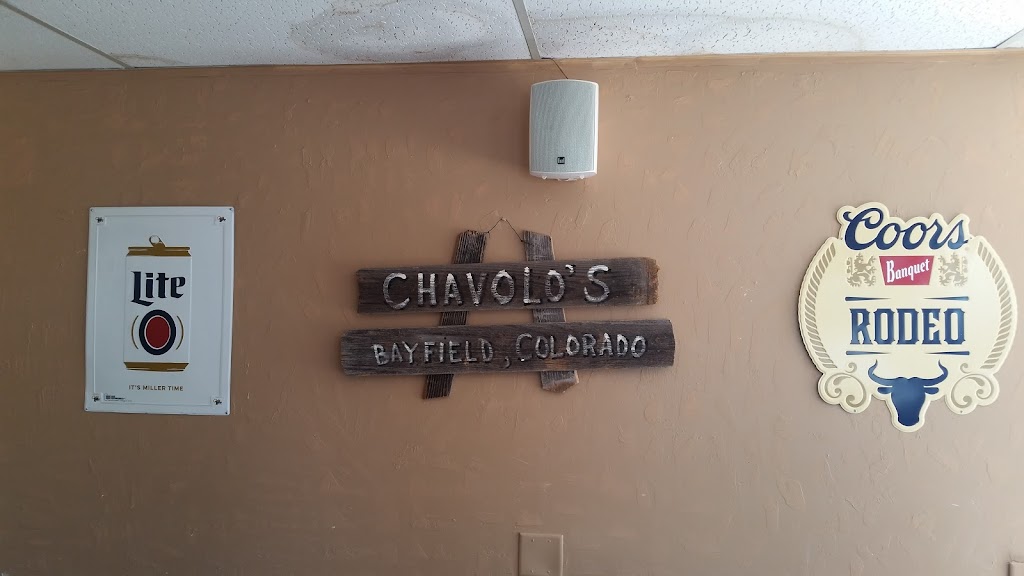 Lite
IT'S MILLER TIME
CHAVOLO'S
BAYFIELD, COLORADO
Coors
Banquet
RODEO